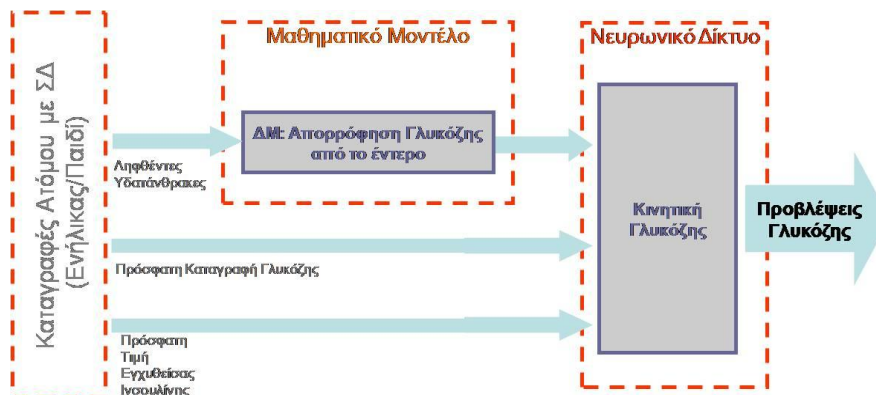 Καταγραφές Ατόμου με ΣΔ
(Ενήλικας/Παιδί)
Μαθηματικό Μοντέλο
ΔΜ: Απορρόφηση Γλυκόζης
από το έντερο
Ληφθέντες
Υδατάνθρακες
Πρόσφατη Καταγραφή Γλυκόζης
Πρόσφατη
Τιμή
Εγχυθείσας
Ινσουλίνης
Νευρωνικό Δίκτυο
Κινητική
Γλυκόζης
Προβλέψεις
Γλυκόζης